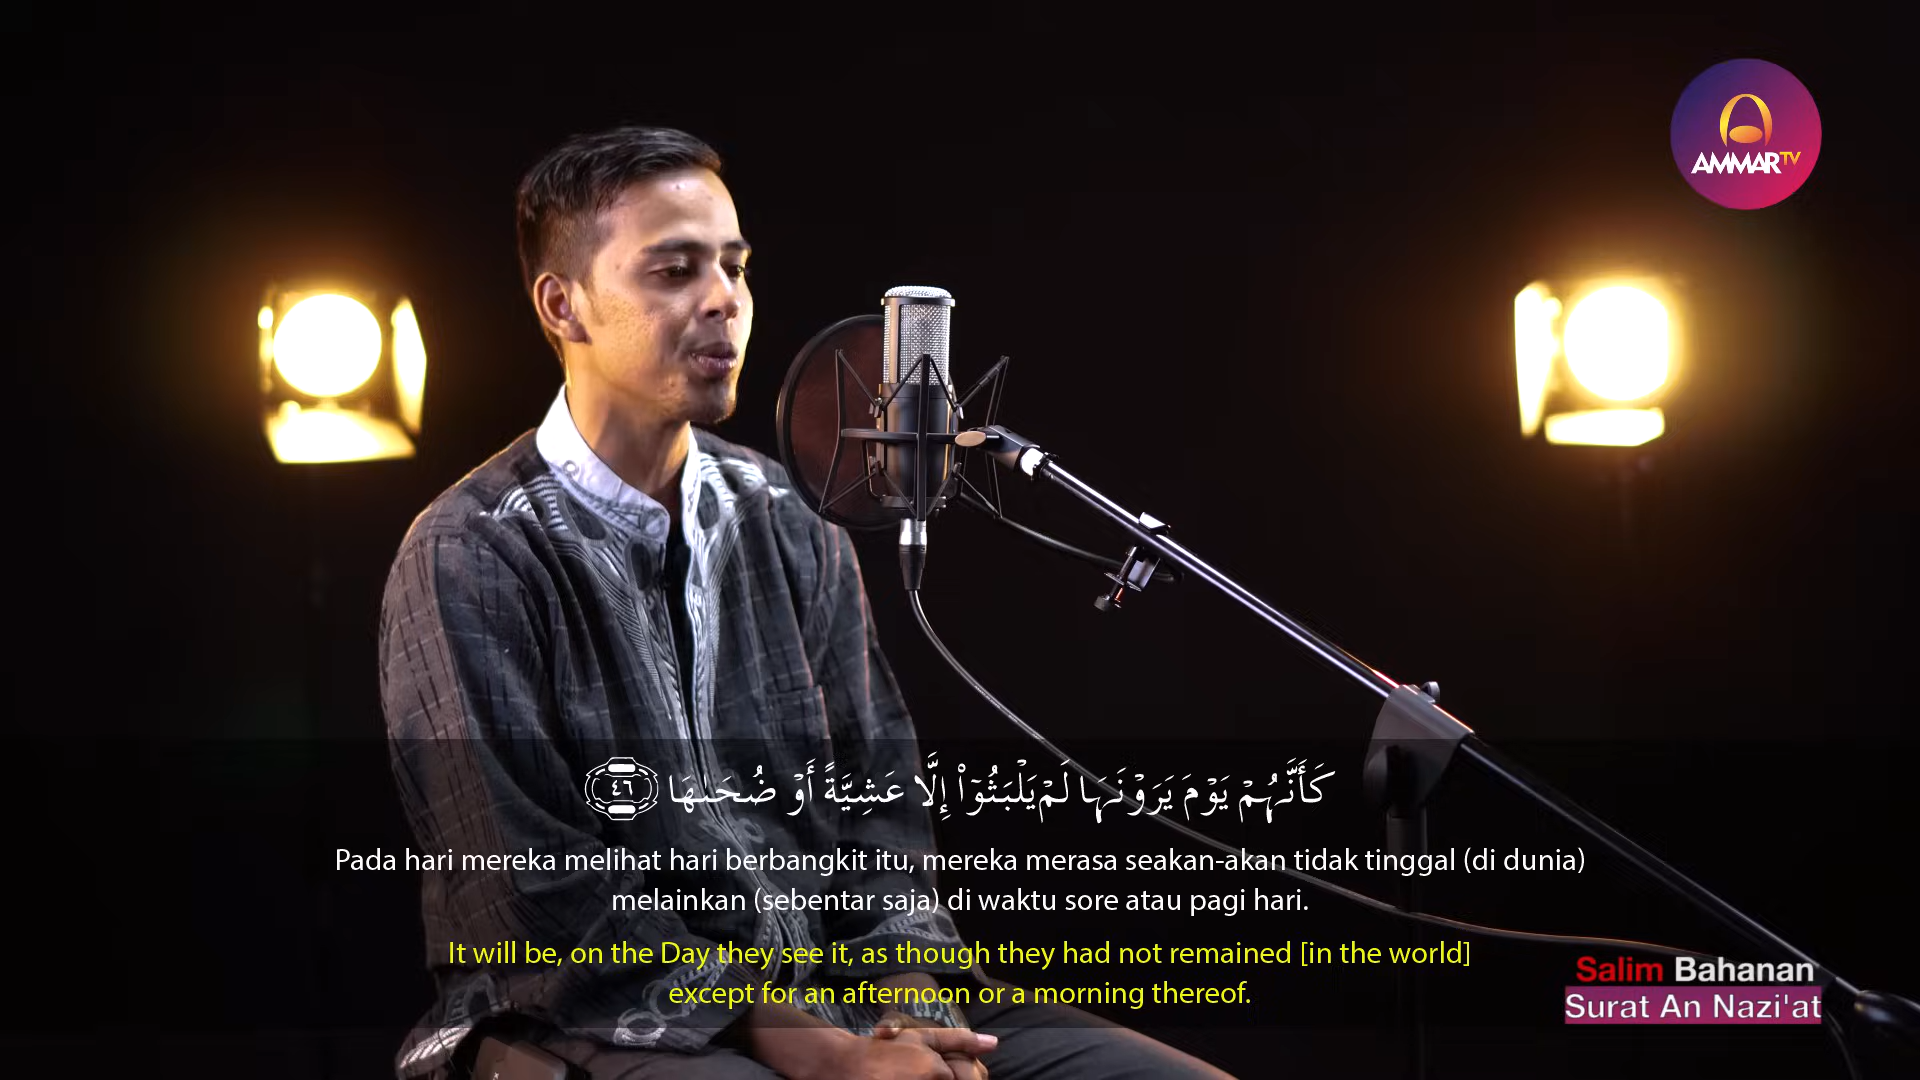 AMMARTV
كَأَنَّهُمْ يَوْمَ يَرَوْنَهَا لَمْ يَلْبَثُوٓا۟ إِلَّا عَشِيَّةً أَوْ ضُحَىٰهَا ٤٦
Pada hari mereka melihat hari berbangkit itu, mereka merasa seakan-akan tidak tinggal (di dunia)
melainkan (sebentar saja) di waktu sore atau pagi hari.
It will be, on the Day they see it, as though they had not remained [in the world]
except for an afternoon or a morning thereof.
Salim Bahanan
Surat An Nazi'at